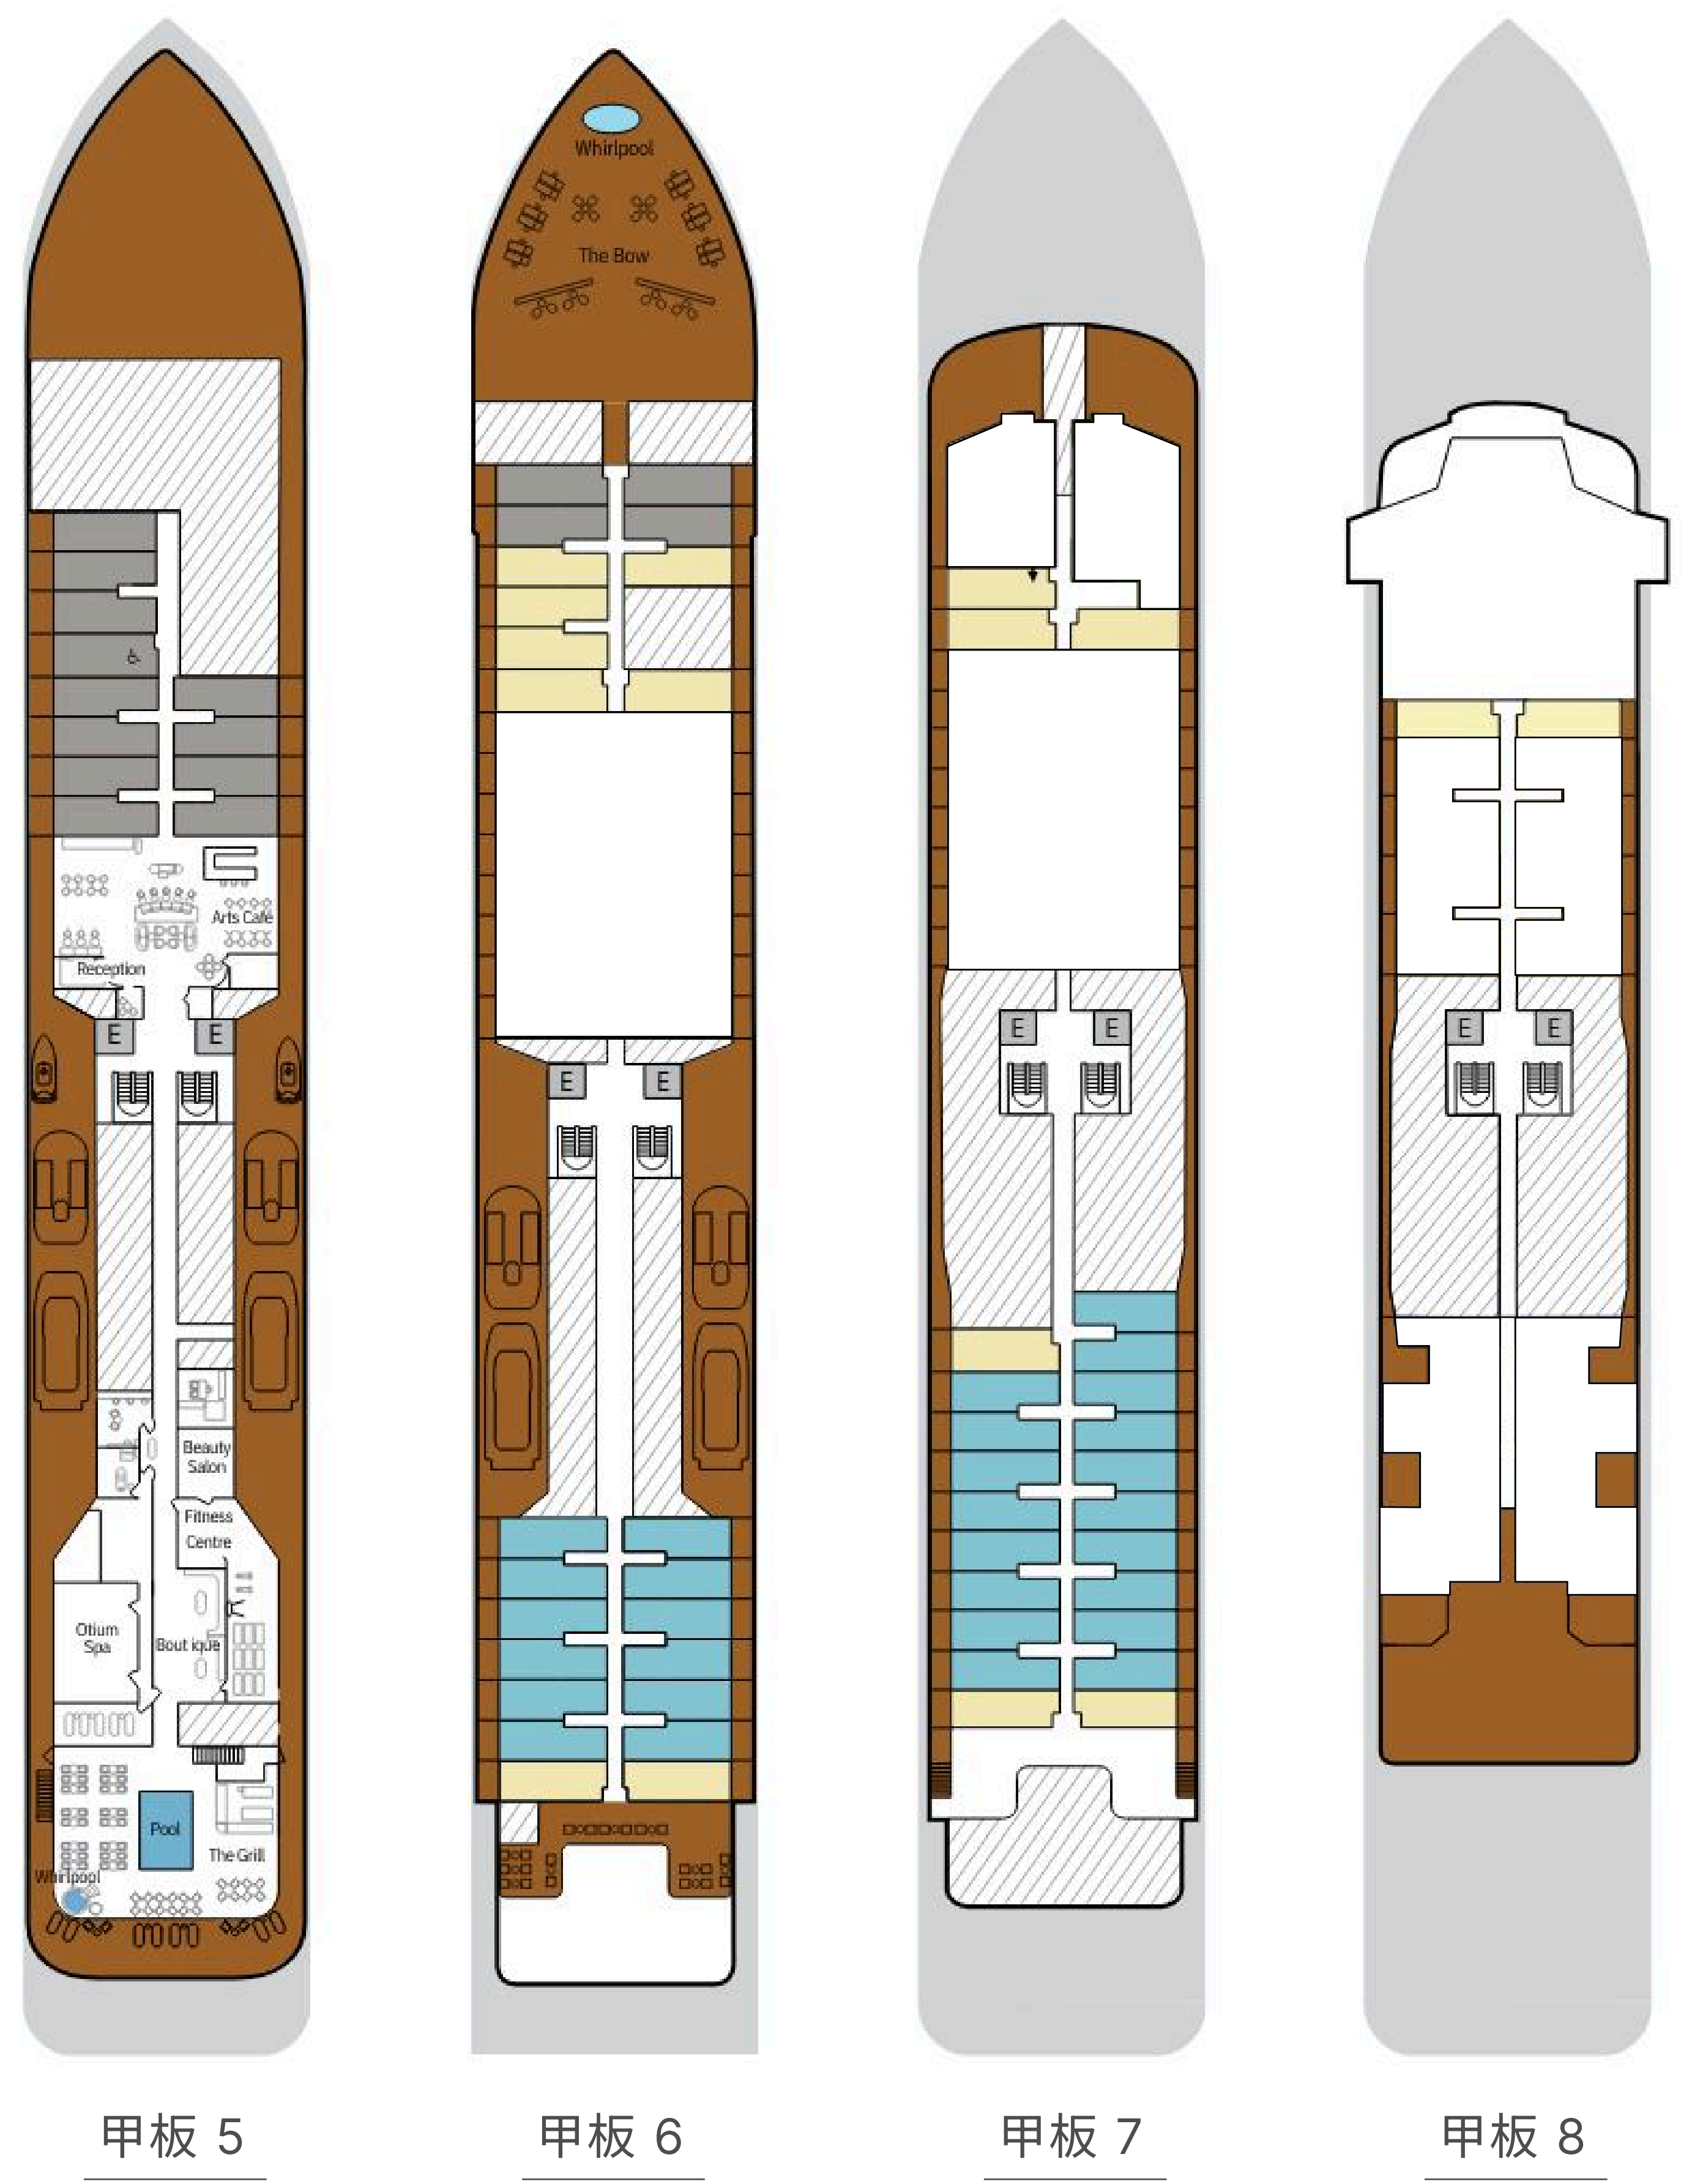 Arts Café
Reception
E
E
Beauty
Salon
Fitness
Centre
Otium
Spa
Boutique
Pool
The Grill
Whirlpool
甲板 5
Whirlpool
The Bow
E
E
甲板 6
E
E
甲板 7
E
E
甲板 8